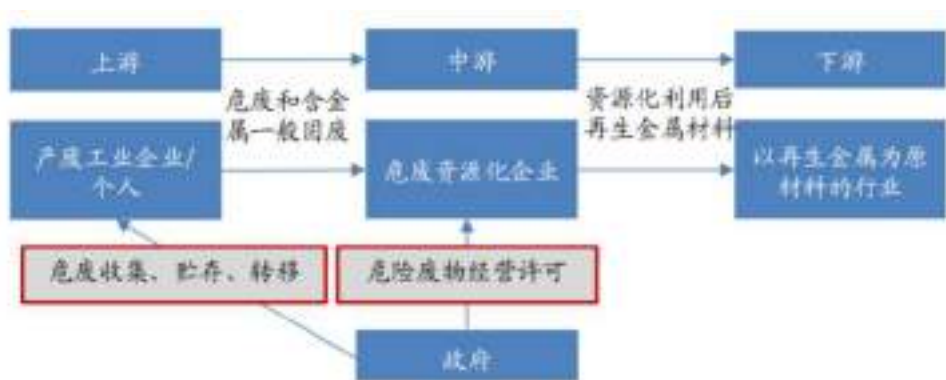 上游
中游
下游
危废和含金
属一般固废
资源化利用后
再生金属材料
产废工业企业/
个人
危废资源化企业
以再生金属为原
材料的行业
危废收集、贮存、转移
危险废物经营许可
政府